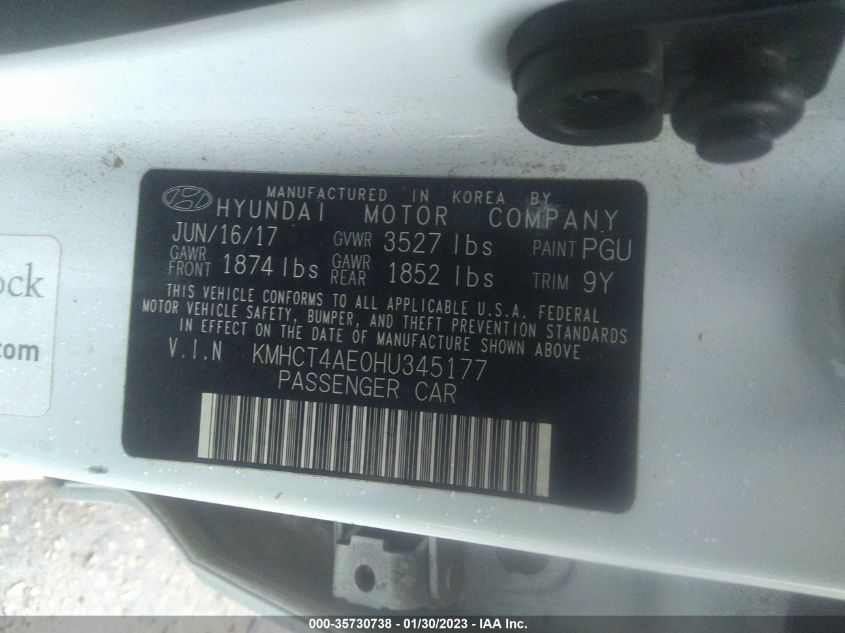 MANUFACTURED IN KOREA BY
HYUNDAI MOTOR COMPANY
JUN/16/17 GVWR 3527 lbs PAINT PGU
GAWR FRONT 1874 lbs GAWR REAR 1852 lbs TRIM 9Y
THIS VEHICLE CONFORMS TO ALL APPLICABLE U.S.A. FEDERAL
MOTOR VEHICLE SAFETY, BUMPER, AND THEFT PREVENTION STANDARDS
IN EFFECT ON THE DATE OF MANUFACTURE SHOWN ABOVE
V.I.N KMHCT4AE0HU345177
PASSENGER CAR
ock
.com
000-35730738 - 01/30/2023 - IAA Inc.